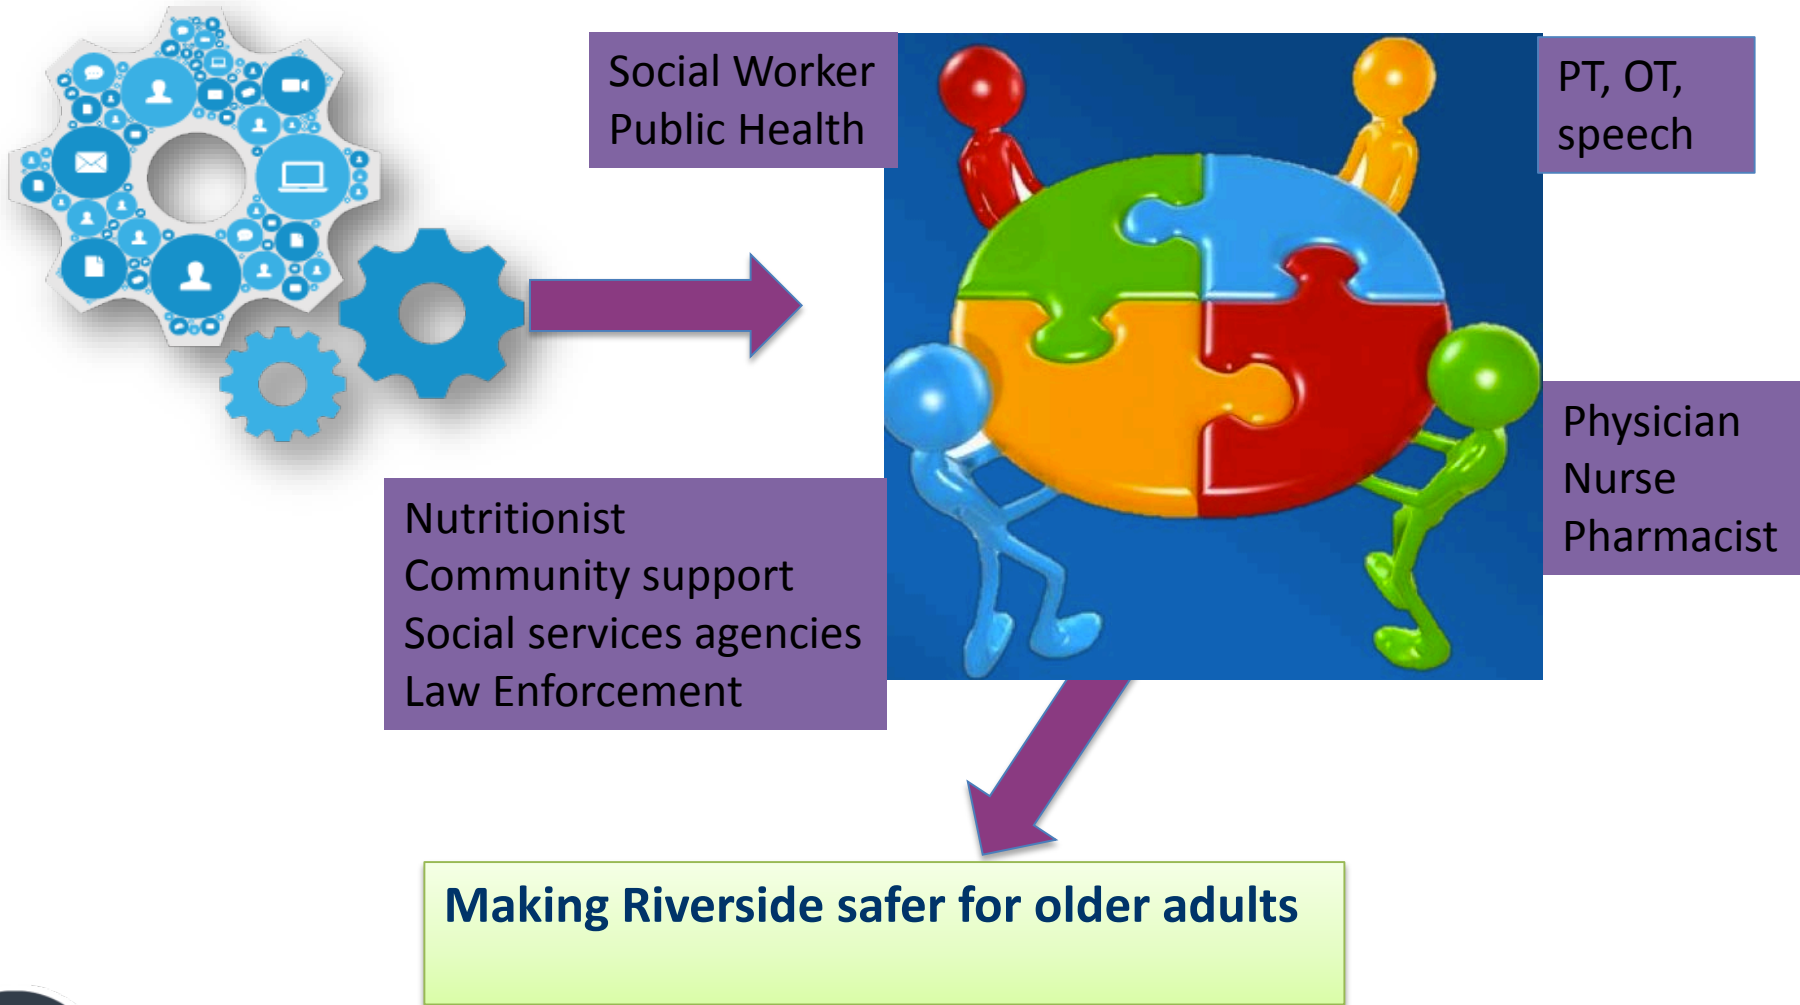 Social Worker
Public Health
PT, OT,
speech
Physician
Nurse
Pharmacist
Nutritionist
Community support
Social services agencies
Law Enforcement
Making Riverside safer for older adults